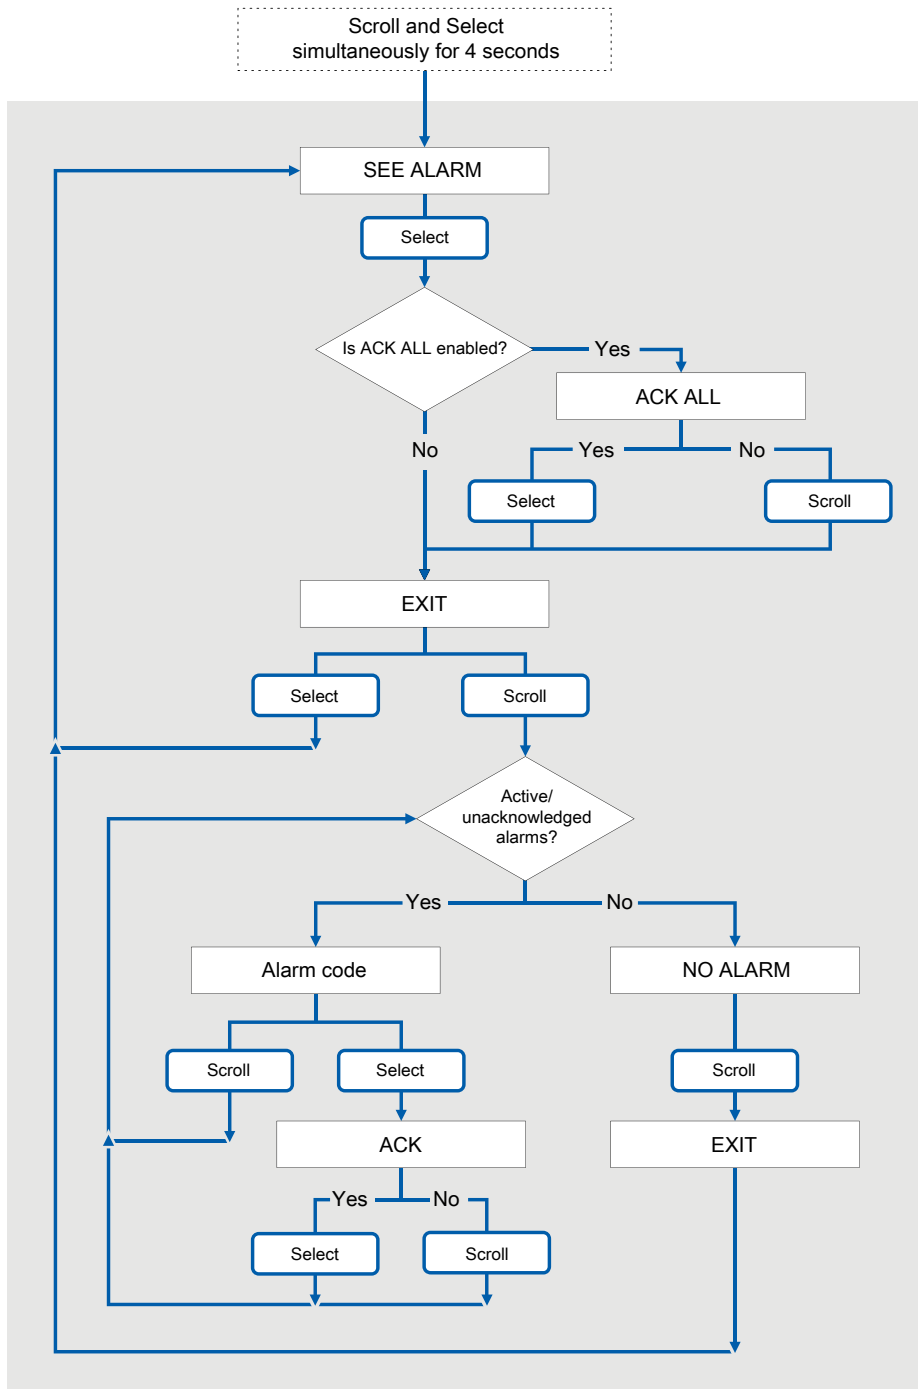 Scroll and Select
simultaneously for 4 seconds
SEE ALARM
Select
Is ACK ALL enabled?
Yes
ACK ALL
No
Yes
No
Select
Scroll
EXIT
Select
Scroll
Active/
unacknowledged
alarms?
Yes
No
Alarm code
NO ALARM
Scroll
Select
Scroll
ACK
EXIT
Yes
No
Select
Scroll